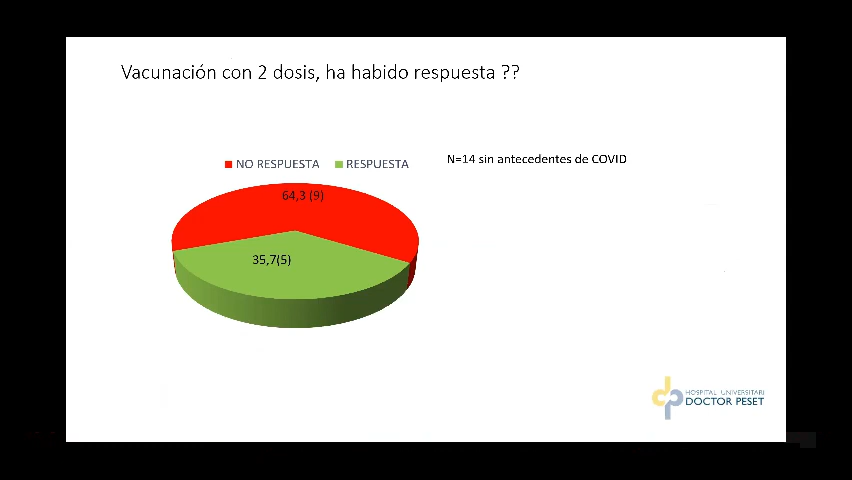 Vacunación con 2 dosis, ha habido respuesta ??
NO RESPUESTA RESPUESTA
N=14 sin antecedentes de COVID
64,3 (9)
35,7(5)
HOSPITAL UNIVERSITARI
DOCTOR PESET